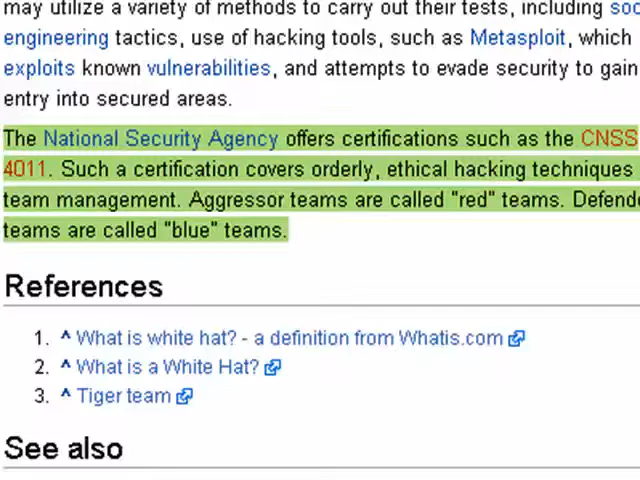 may utilize a variety of methods to carry out their tests, including
engineering tactics, use of hacking tools, such as Metasploit, which
exploits known vulnerabilities, and attempts to evade security to gain
entry into secured areas.
The National Security Agency offers certifications such as the CNSS
4011. Such a certification covers orderly, ethical hacking techniques
team management. Aggressor teams are called "red" teams.
teams are called "blue" teams.
References
1. ^ What is white hat? - a definition from Whatis.com
2. ^ What is a White Hat?
3. ^ Tiger team
See also